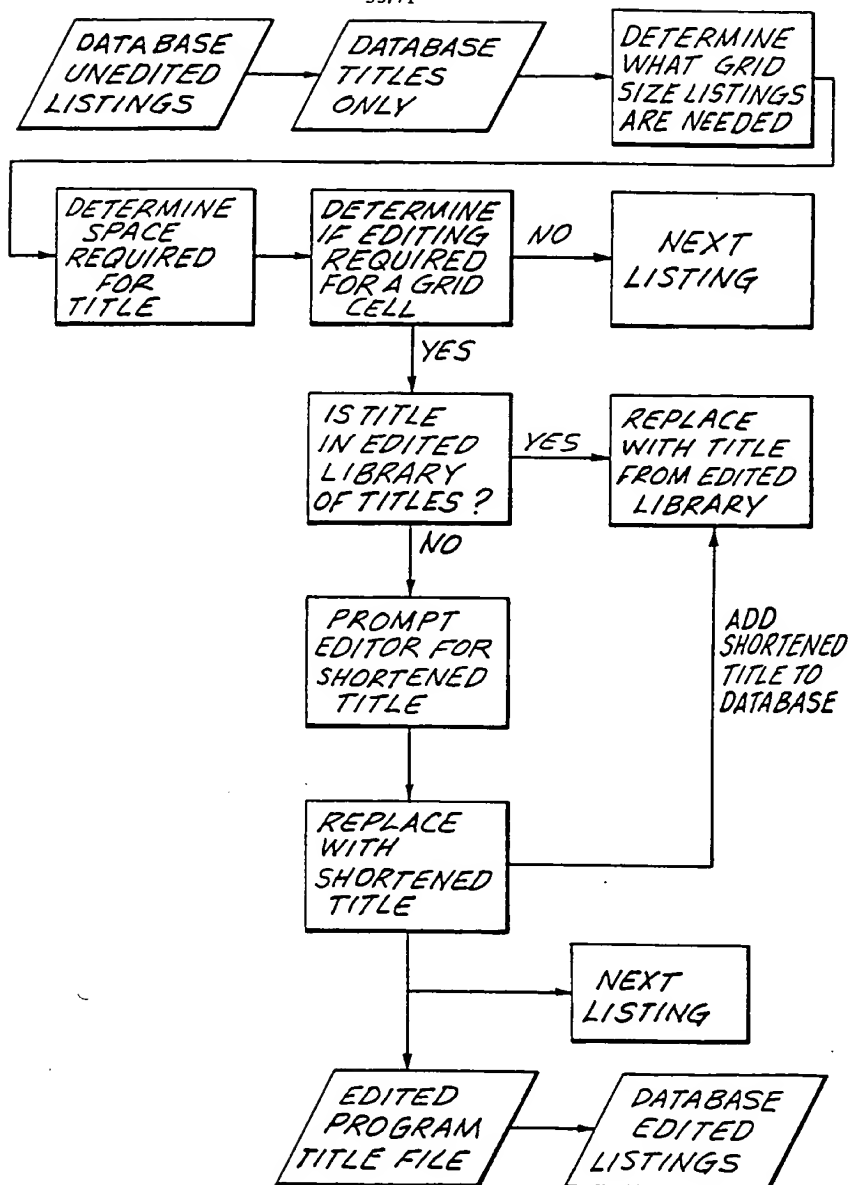 DATABASE
UNEDITED
LISTINGS
DATABASE
TITLES
ONLY
DETERMINE
WHAT GRID
SIZE LISTINGS
ARE NEEDED
DETERMINE
SPACE
REQUIRED
FOR
TITLE
DETERMINE
IF EDITING
REQUIRED
FOR A GRID
CELL
NO
NEXT
LISTING
YES
IS TITLE
IN EDITED
LIBRARY
OF TITLES?
YES
REPLACE
WITH TITLE
FROM EDITED
LIBRARY
NO
PROMPT
EDITOR FOR
SHORTENED
TITLE
ADD
SHORTENED
TITLE TO
DATABASE
REPLACE
WITH
SHORTENED
TITLE
NEXT
LISTING
EDITED
PROGRAM
TITLE FILE
DATABASE
EDITED
LISTINGS